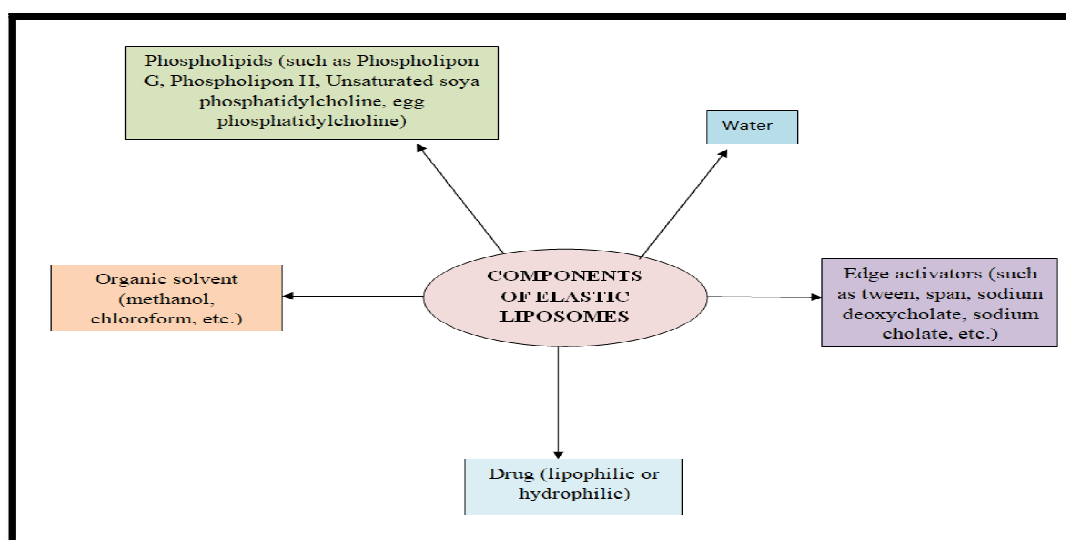 Phospholipids (such as Phospholipon
G, Phospholipon H, Unsaturated soya
phosphatidylcholine, egg
phosphatidylcholine)
Water
Organic solvent
(methanol,
chloroform, etc.)
COMPONENTS
OF ELASTIC
LIPOSOMES
Edge activators (such
as tween, span, sodium
deoxycholate, sodium
cholate, etc.)
Drug (lipophilic or
hydrophilic)